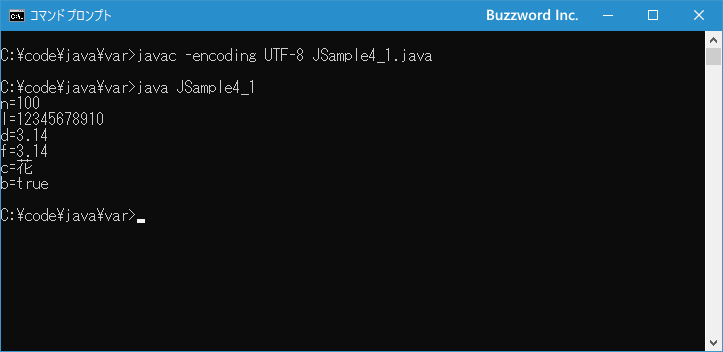 コマンドプロンプト
Buzzword Inc.
C:¥code¥java¥var>javac -encoding UTF-8 JSample4_1.java
C:¥code¥java¥var>java JSample4_1
n=100
l=12345678910
d=3.14
f=3.14
c=花
b=true
C:¥code¥java¥var>